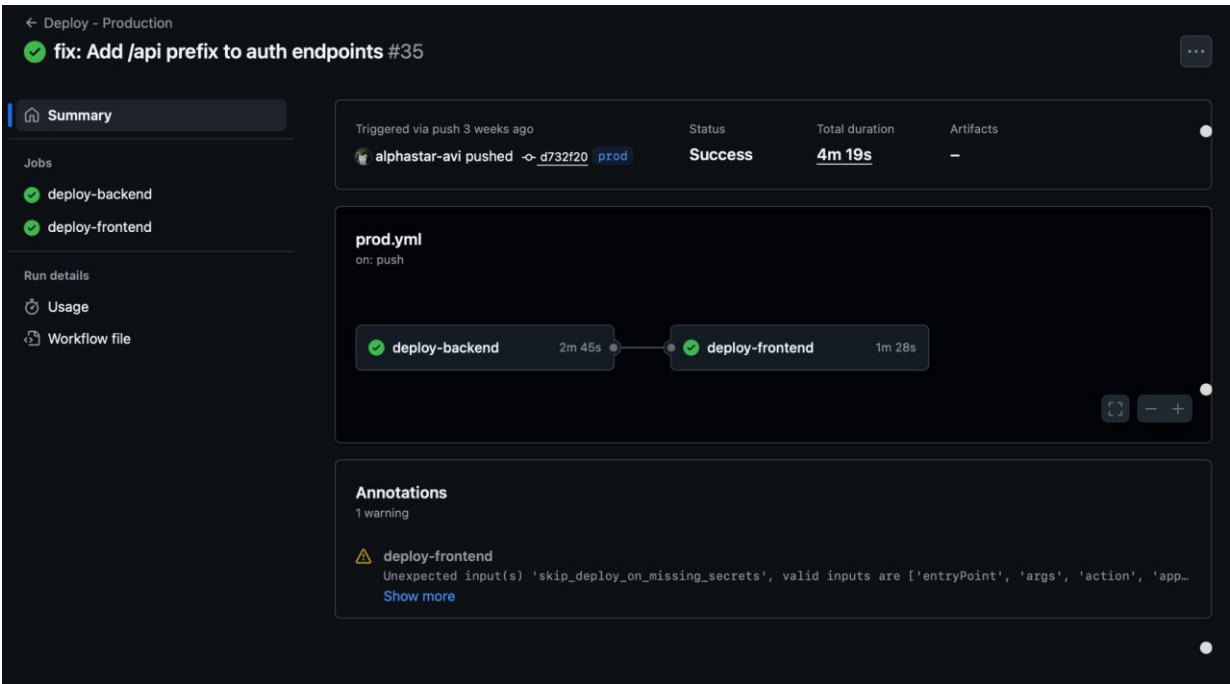 ← Deploy - Production
fix: Add /api prefix to auth endpoints #35
Summary
Jobs
deploy-backend
deploy-frontend
Run details
Usage
Workflow file
Triggered via push 3 weeks ago
alphastar-avi pushed d732f20 prod
Status
Success
Total duration
4m 19s
Artifacts
–
prod.yml
on: push
deploy-backend 2m 45s
deploy-frontend 1m 28s
Annotations
1 warning
deploy-frontend
Unexpected input(s) 'skip_deploy_on_missing_secrets', valid inputs are ['entryPoint', 'args', 'action', 'app…
Show more